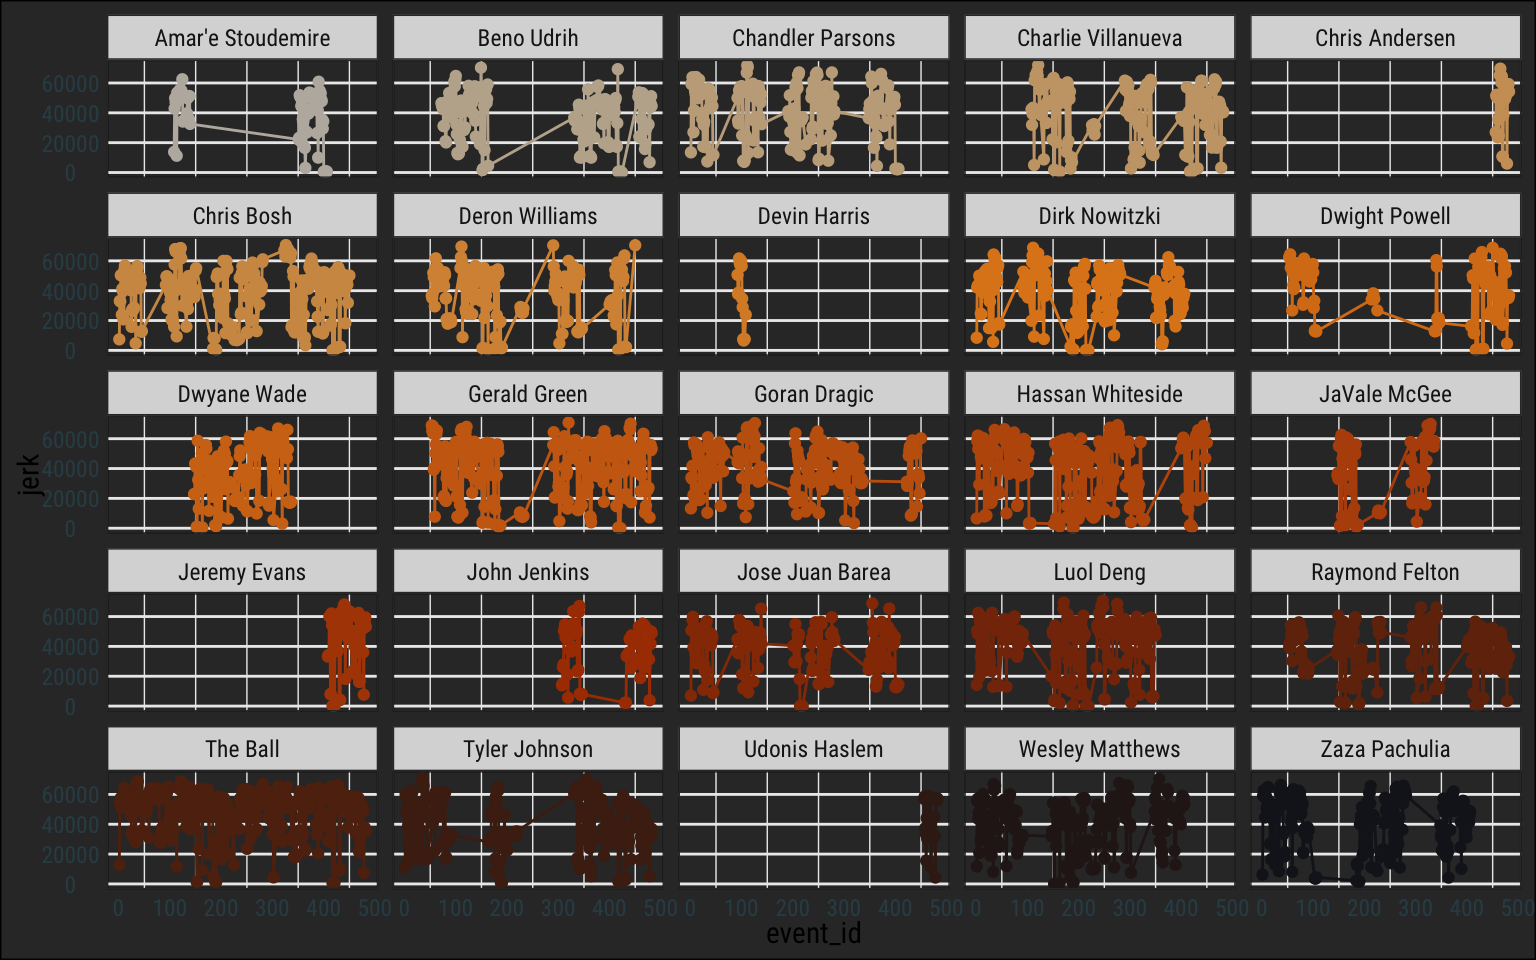 Amar'e Stoudemire Beno Udrih Chandler Parsons Charlie Villanueva Chris Andersen
60000
40000
20000
0
Chris Bosh Deron Williams Devin Harris Dirk Nowitzki Dwight Powell
60000
40000
20000
0
Dwyane Wade Gerald Green Goran Dragic Hassan Whiteside JaVale McGee
60000
40000
20000
0
jerk
Jeremy Evans John Jenkins Jose Juan Barea Luol Deng Raymond Felton
60000
40000
20000
0
The Ball Tyler Johnson Udonis Haslem Wesley Matthews Zaza Pachulia
60000
40000
20000
0
0 100 200 300 400 500 0 100 200 300 400 500 0 100 200 300 400 500 0 100 200 300 400 500 0 100 200 300 400 500
event_id